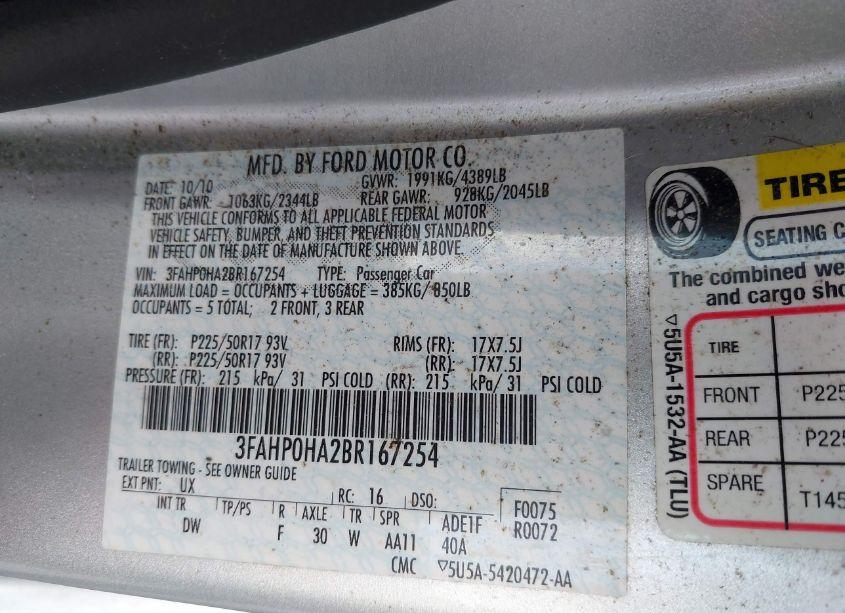 MFD. BY FORD MOTOR CO.
DATE: 10/10 GVWR: 1991KG/4389LB
FRONT GAWR: 1063KG/2344LB REAR GAWR: 928KG/2045LB
THIS VEHICLE CONFORMS TO ALL APPLICABLE FEDERAL MOTOR
VEHICLE SAFETY, BUMPER, AND THEFT PREVENTION STANDARDS
IN EFFECT ON THE DATE OF MANUFACTURE SHOWN ABOVE.
VIN: 3FAHP0HA2BR167254 TYPE: Passenger Car
MAXIMUM LOAD = OCCUPANTS + LUGGAGE = 385KG/ 850LB
OCCUPANTS = 5 TOTAL; 2 FRONT, 3 REAR
TIRE (FR): P225/50R17 93V RIMS (FR): 17X7.5J
(RR): P225/50R17 93V (RR): 17X7.5J
PRESSURE (FR): 215 kPa/ 31 PSI COLD (RR): 215 kPa/ 31 PSI COLD
3FAHP0HA2BR167254
TRAILER TOWING - SEE OWNER GUIDE
EXT PNT: UX RC: 16 DSO: F0075
INT TR TP/PS R AXLE TR SPR ADE1F R0072
DW F 30 W AA11 40A
CMC ▽5U5A-5420472-AA
TIRE
SEATING C
The combined we
and cargo sho
TIRE
FRONT P225
REAR P225
SPARE T145
▽5U5A-1532-AA (TLU)